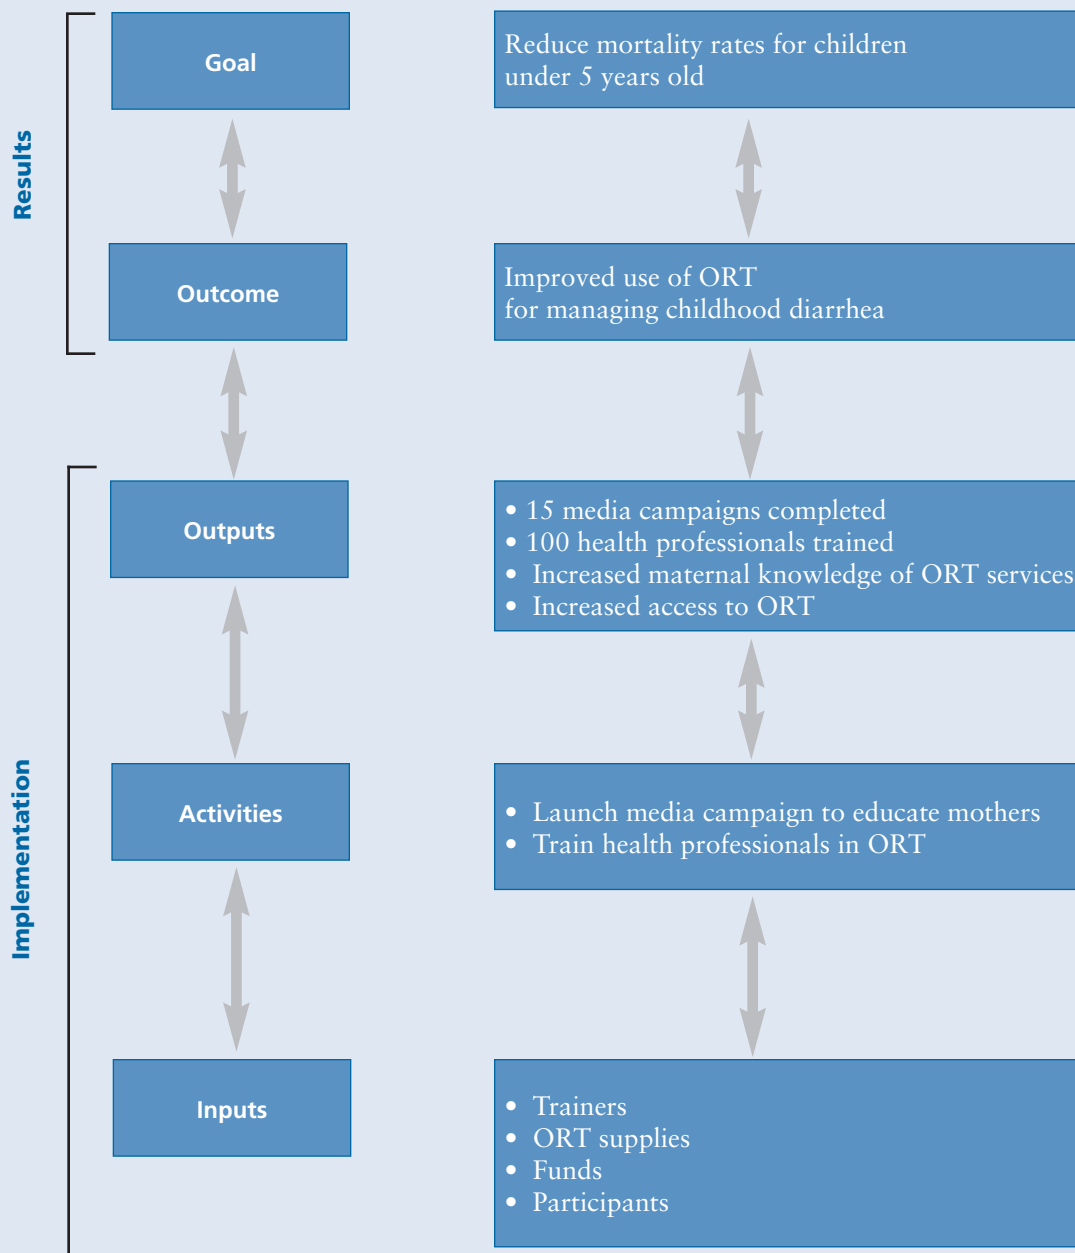 Results
Goal
Reduce mortality rates for children
under 5 years old
Outcome
Improved use of ORT
for managing childhood diarrhea
Implementation
Outputs
• 15 media campaigns completed
• 100 health professionals trained
• Increased maternal knowledge of ORT services
• Increased access to ORT
Activities
• Launch media campaign to educate mothers
• Train health professionals in ORT
Inputs
• Trainers
• ORT supplies
• Funds
• Participants